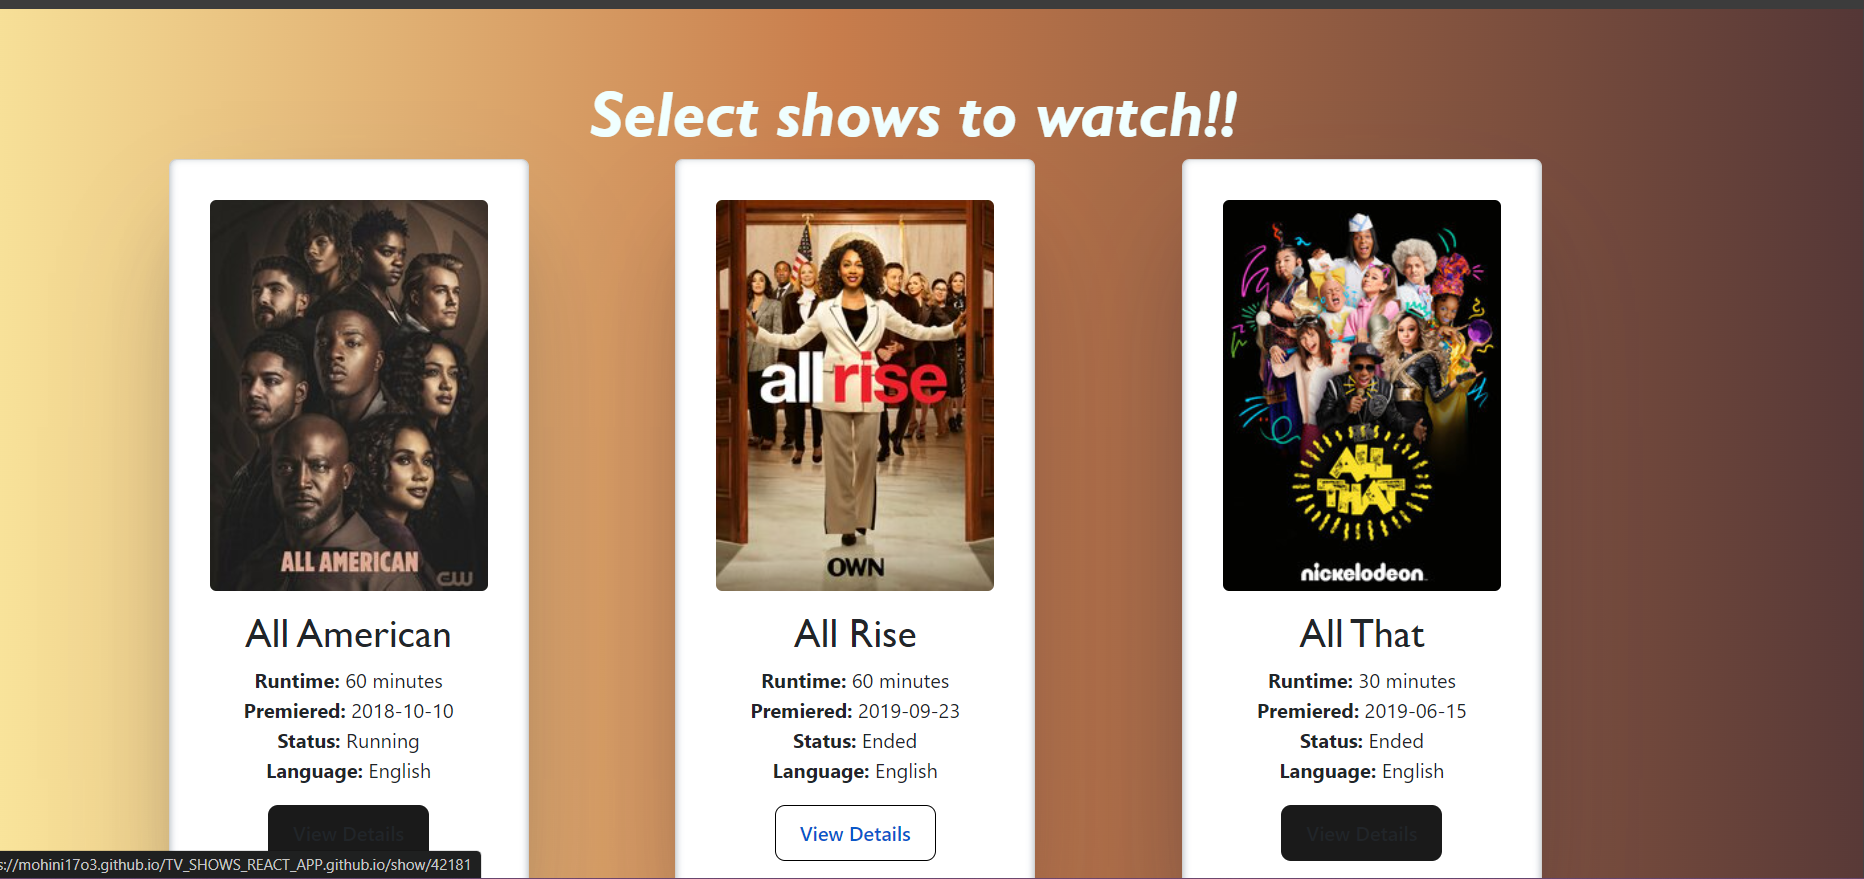 Select shows to watch!!
ALL AMERICAN
CW
all rise
OWN
ALL
THAT
nickelodeon
All American
Runtime: 60 minutes
Premiered: 2018-10-10
Status: Running
Language: English
View Details
All Rise
Runtime: 60 minutes
Premiered: 2019-09-23
Status: Ended
Language: English
View Details
All That
Runtime: 30 minutes
Premiered: 2019-06-15
Status: Ended
Language: English
View Details
s://mohini17o3.github.io/TV_SHOWS_REACT_APP.github.io/show/42181